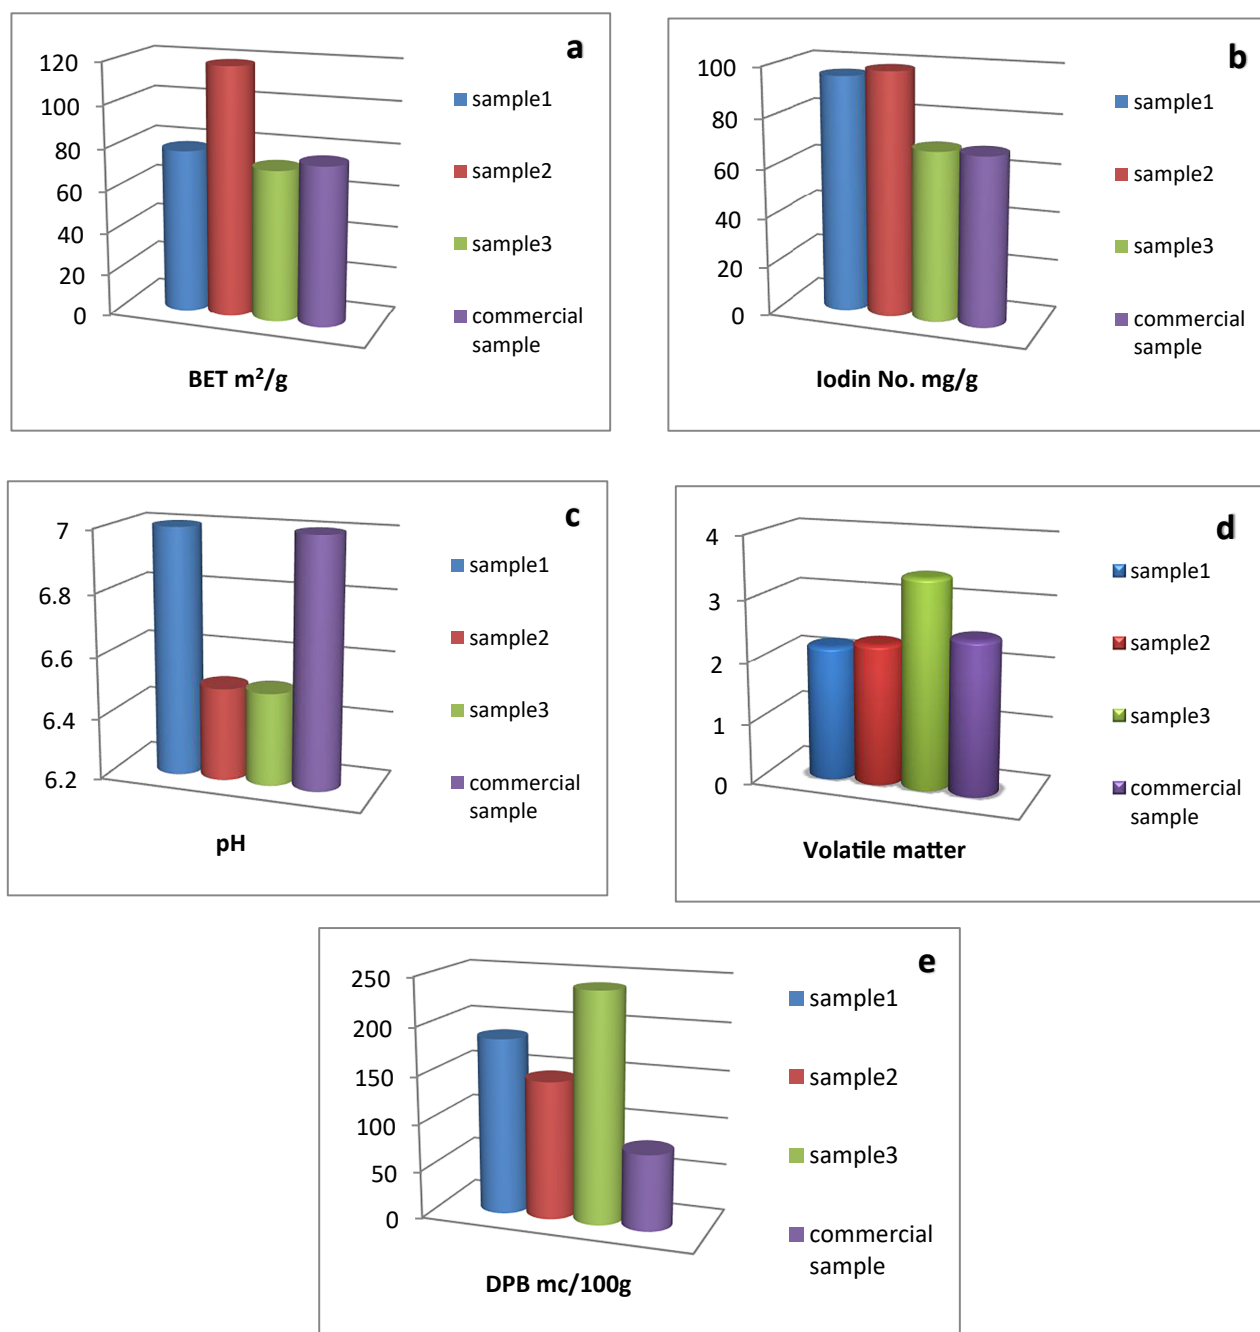 a
120
100
80
60
40
20
0
sample1
sample2
sample3
commercial
sample
BET m²/g
b
100
80
60
40
20
0
sample1
sample2
sample3
commercial
sample
Iodin No. mg/g
c
7
6.8
6.6
6.4
6.2
sample1
sample2
sample3
commercial
sample
pH
d
4
3
2
1
0
sample1
sample2
sample3
commercial
sample
Volatile matter
e
250
200
150
100
50
0
sample1
sample2
sample3
commercial
sample
DPB mc/100g